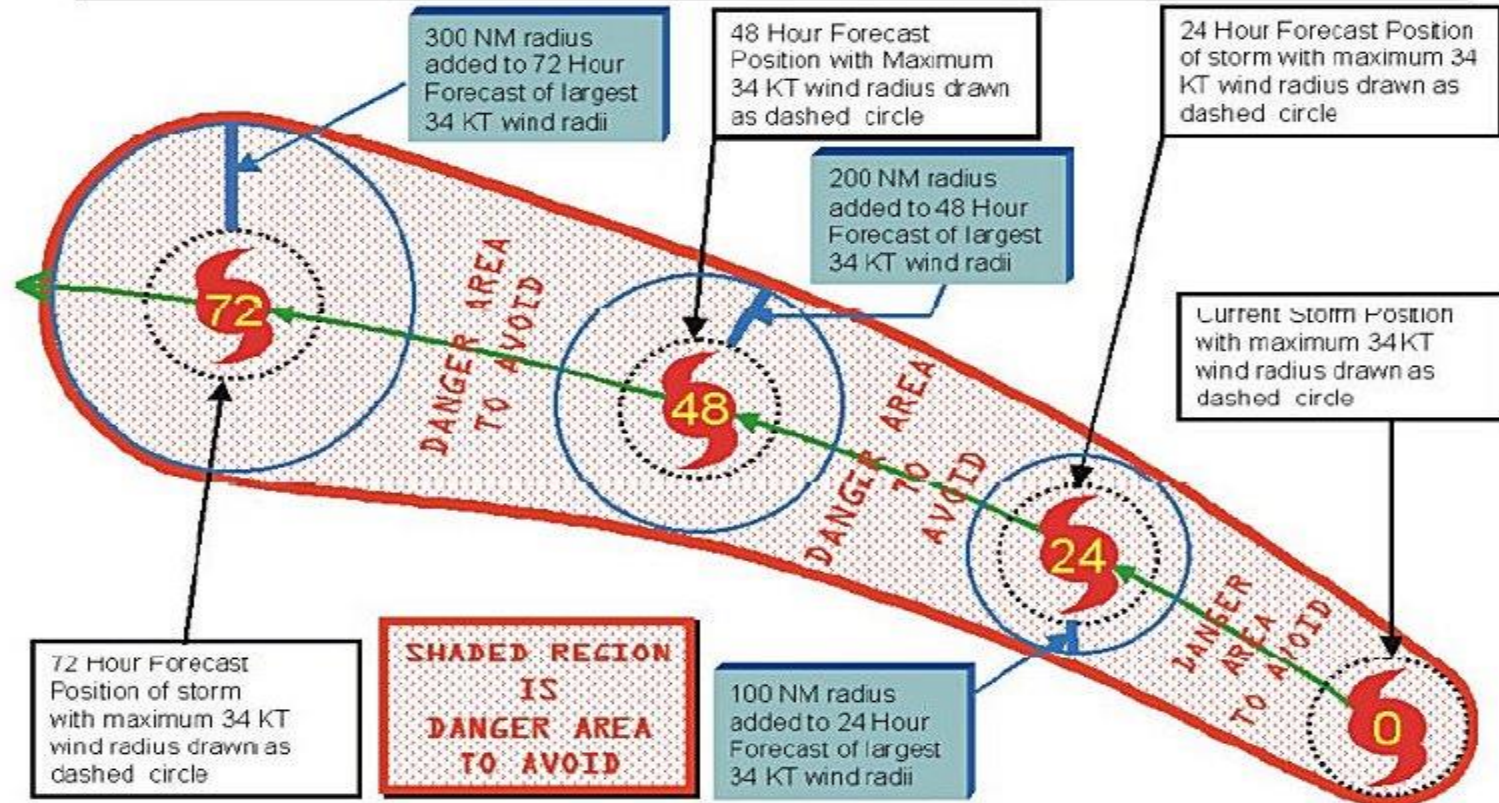 300 NM radius
added to 72 Hour
Forecast of largest
34 KT wind radii
48 Hour Forecast
Position with Maximum
34 KT wind radius drawn
as dashed circle
24 Hour Forecast Position
of storm with maximum 34
KT wind radius drawn as
dashed circle
200 NM radius
added to 48 Hour
Forecast of largest
34 KT wind radii
Current Storm Position
with maximum 34KT
wind radius drawn as
dashed circle
72
DANGER AREA
TO AVOID
48
DANGER AREA
TO
AVOID
24
DANGER
AREA
TO AVOID
0
72 Hour Forecast
Position of storm
with maximum 34 KT
wind radius drawn as
dashed circle
SHADED REGION
IS
DANGER AREA
TO AVOID
100 NM radius
added to 24 Hour
Forecast of largest
34 KT wind radii